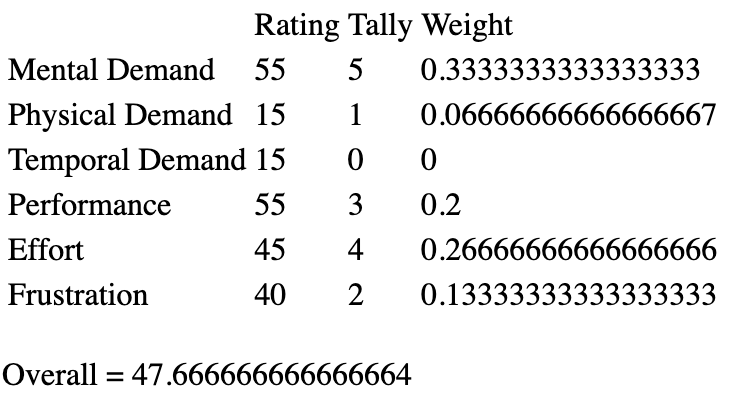 Rating Tally Weight
Mental Demand 55 5 0.3333333333333333
Physical Demand 15 1 0.06666666666666667
Temporal Demand 15 0 0
Performance 55 3 0.2
Effort 45 4 0.26666666666666666
Frustration 40 2 0.13333333333333333
Overall = 47.666666666666664